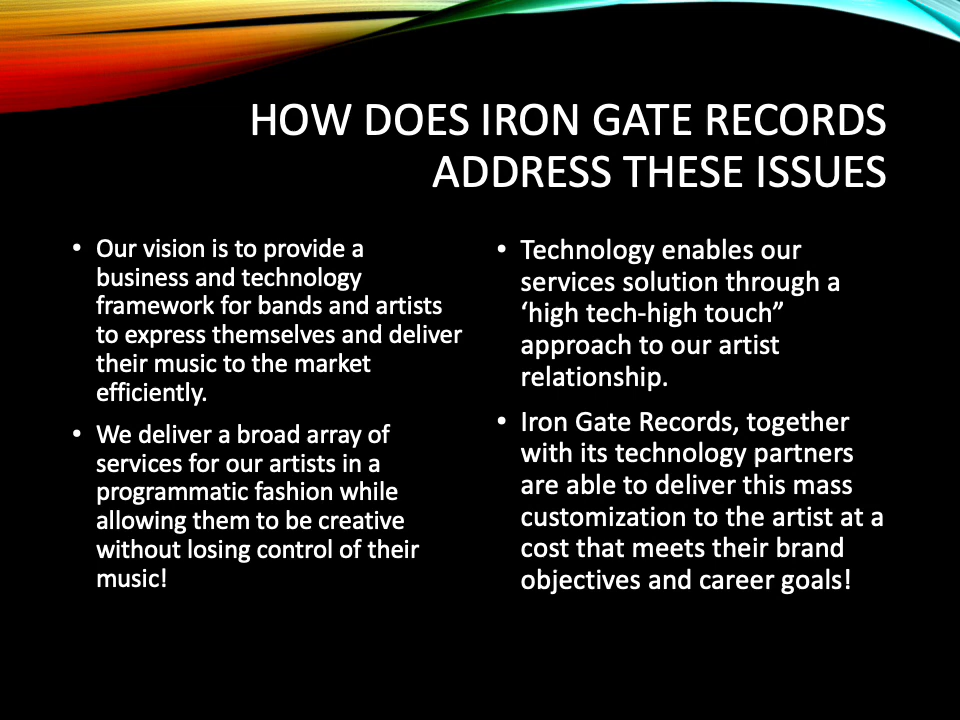 HOW DOES IRON GATE RECORDS
ADDRESS THESE ISSUES
• Our vision is to provide a
business and technology
framework for bands and artists
to express themselves and deliver
their music to the market
efficiently.
• We deliver a broad array of
services for our artists in a
programmatic fashion while
allowing them to be creative
without losing control of their
music!
• Technology enables our
services solution through a
‘high tech-high touch”
approach to our artist
relationship.
• Iron Gate Records, together
with its technology partners
are able to deliver this mass
customization to the artist at a
cost that meets their brand
objectives and career goals!